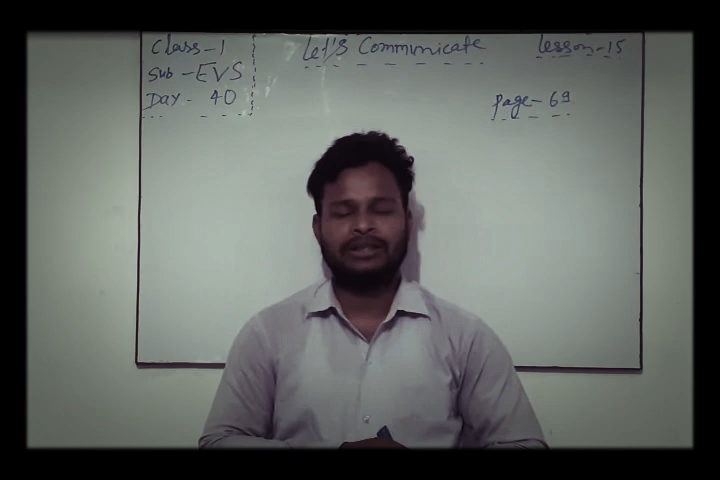 Class-1
Sub-EVS
Day- 40
Let's Communicate
Lesson-15
Page-69